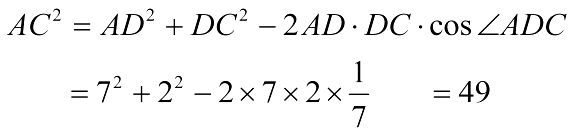 AC² = AD² + DC² − 2AD · DC · cos ∠ADC
= 7² + 2² − 2 × 7 × 2 × 1/7 = 49